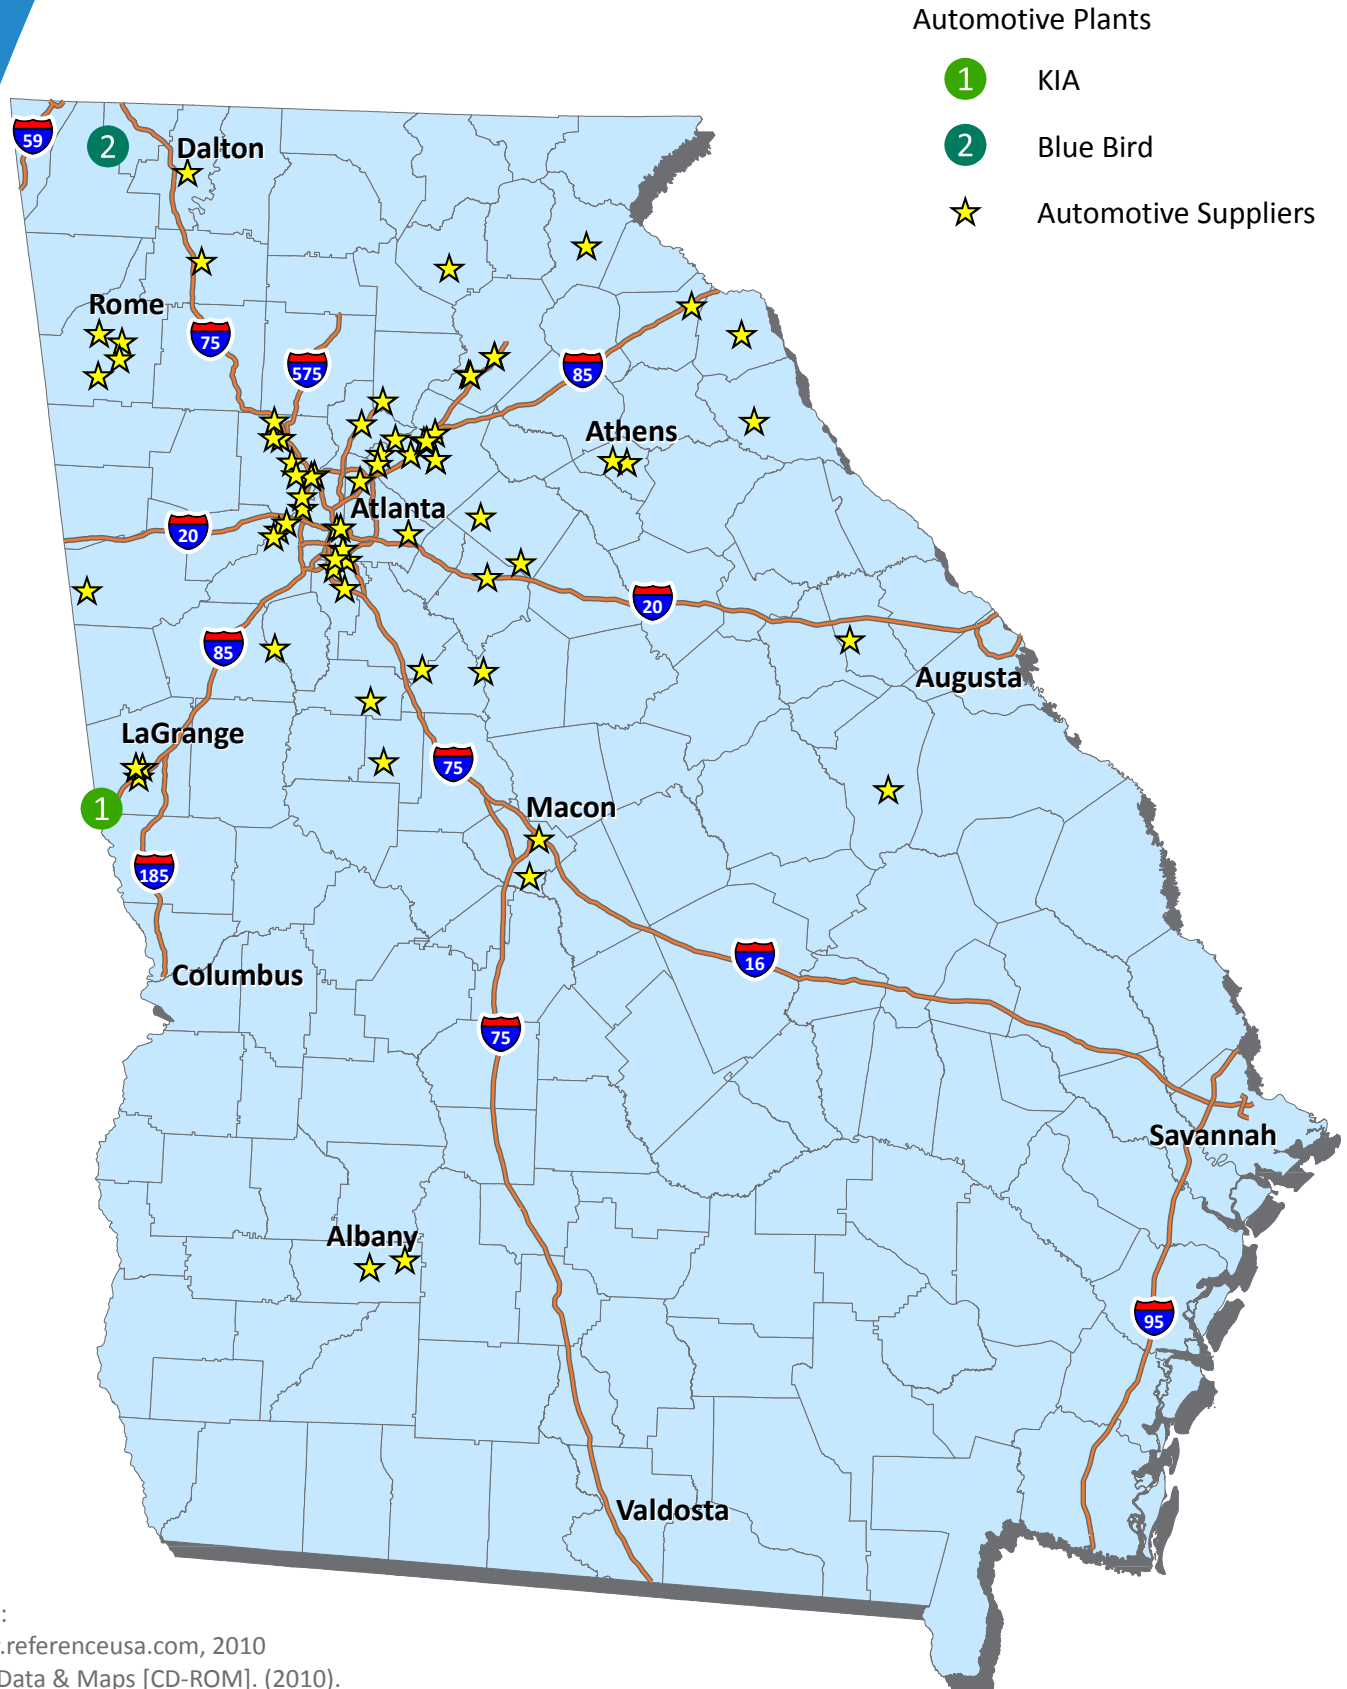 Automotive Plants
1 KIA
2 Blue Bird
Automotive Suppliers
59
2
Dalton
Rome
75
575
85
Athens
Atlanta
20
20
85
Augusta
LaGrange
75
1
Macon
185
16
Columbus
75
Savannah
Albany
95
Valdosta
:
.referenceusa.com, 2010
Data & Maps [CD-ROM]. (2010).